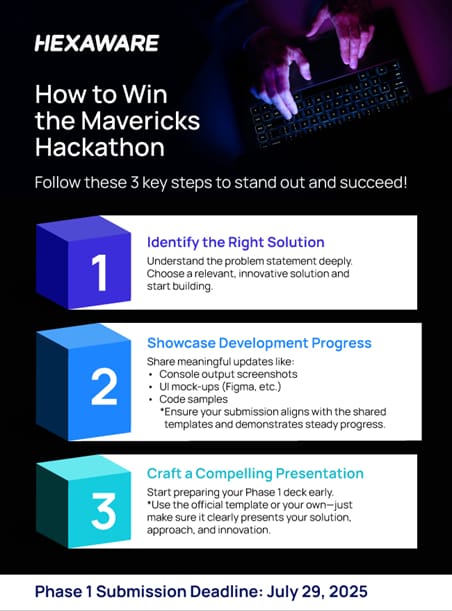 HEXAWARE
How to Win
the Mavericks
Hackathon
Follow these 3 key steps to stand out and succeed!
1
Identify the Right Solution
Understand the problem statement deeply.
Choose a relevant, innovative solution and
start building.
2
Showcase Development Progress
Share meaningful updates like:
• Console output screenshots
• UI mock-ups (Figma, etc.)
• Code samples
*Ensure your submission aligns with the shared
templates and demonstrates steady progress.
3
Craft a Compelling Presentation
Start preparing your Phase 1 deck early.
*Use the official template or your own—just
make sure it clearly presents your solution,
approach, and innovation.
Phase 1 Submission Deadline: July 29, 2025